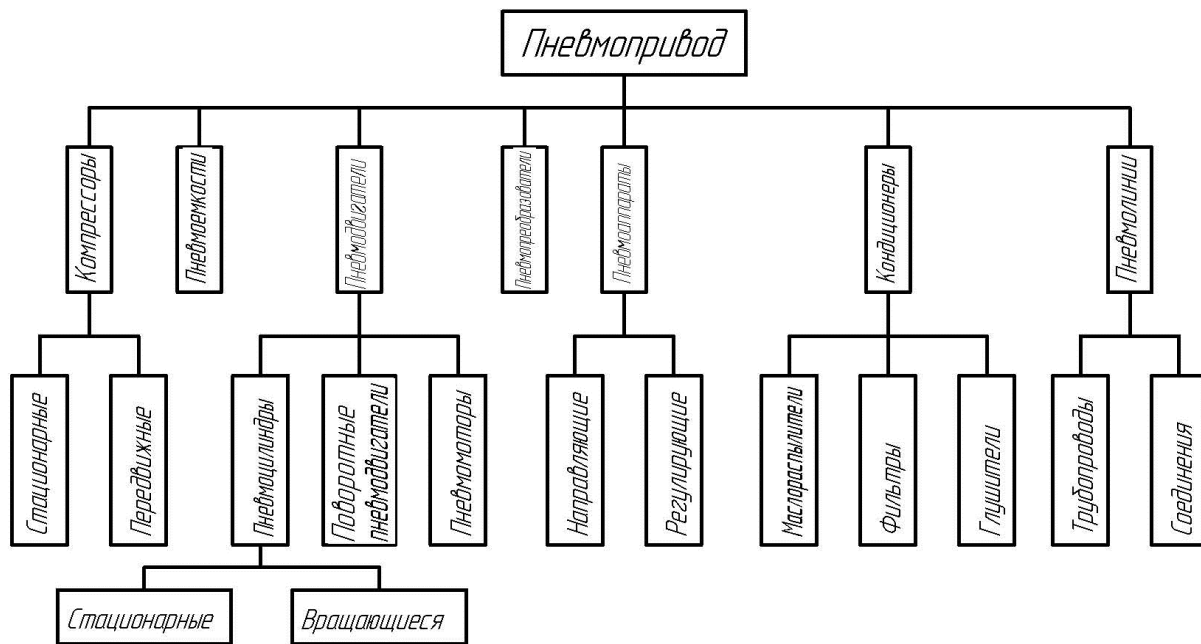 Пневмопривод
Компрессоры
Пневмоемкости
Пневмодвигатели
Пневмопреобразователи
Пневмоаппараты
Кондиционеры
Пневмолинии
Стационарные
Передвижные
Пневмоцилиндры
Поворотные
пневмодвигатели
Пневмомоторы
Направляющие
Регулирующие
Маслораспылители
Фильтры
Глушители
Трубопроводы
Соединения
Стационарные
Вращающиеся